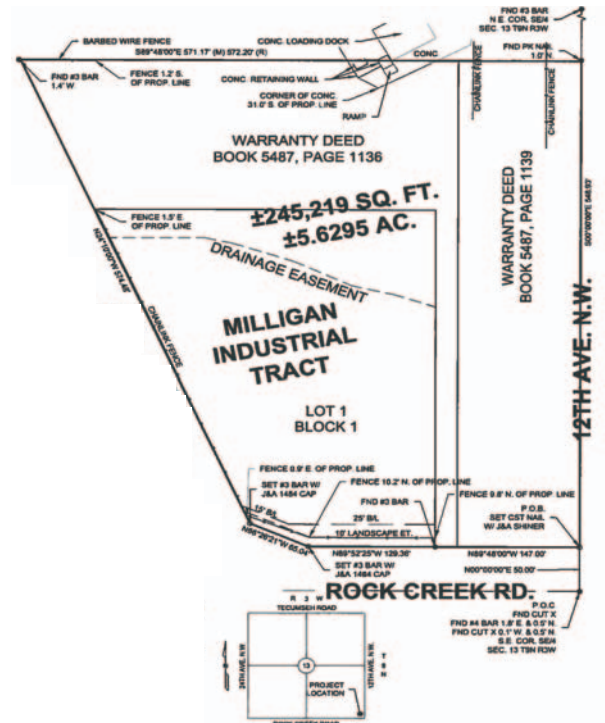 FND #3 BAR
N.E. COR. SE/4
SEC. 13 T9N R3W
BARBED WIRE FENCE
CONC. LOADING DOCK
S89°48'00"E 571.17' (M) 572.20' (R)
CONC
FND PK NAIL
1.0' N.
FND #3 BAR
1.4' W
FENCE 1.2' S.
OF PROP. LINE
CONC. RETAINING WALL
CORNER OF CONC.
31.0' S. OF PROP. LINE
RAMP
CHAINLINK FENCE
CHAINLINK FENCE
WARRANTY DEED
BOOK 5487, PAGE 1136
WARRANTY DEED
BOOK 5487, PAGE 1139
±245,219 SQ. FT.
±5.6295 AC.
FENCE 1.5' E.
OF PROP. LINE
DRAINAGE EASEMENT
CHAINLINK FENCE
MILLIGAN
INDUSTRIAL
TRACT
12TH AVE. N.W.
LOT 1
BLOCK 1
FENCE 0.9' E. OF PROP. LINE
SET #3 BAR W/
J&A 1484 CAP
FENCE 10.2' N. OF PROP. LINE
FND #3 BAR
FENCE 9.8' N. OF PROP. LINE
15' B/L
25' B/L
10' LANDSCAPE ET.
P.O.B.
SET CST NAIL
W/ J&A SHINER
N89°52'25"W 129.36'
N89°48'00"W 147.00'
SET #3 BAR W/
J&A 1484 CAP
N00°00'00"E 50.00'
ROCK CREEK RD.
P.O.C
FND CUT X
FND #4 BAR 1.8' E. & 0.5' N.
FND CUT X 0.1' W. & 0.5' N.
S.E. COR. SE/4
SEC. 13 T9N R3W
R 3 W
TECUMSEH ROAD
24TH AVE. N.W.
13
12TH AVE. N.W.
PROJECT
LOCATION
ROCK CREEK ROAD